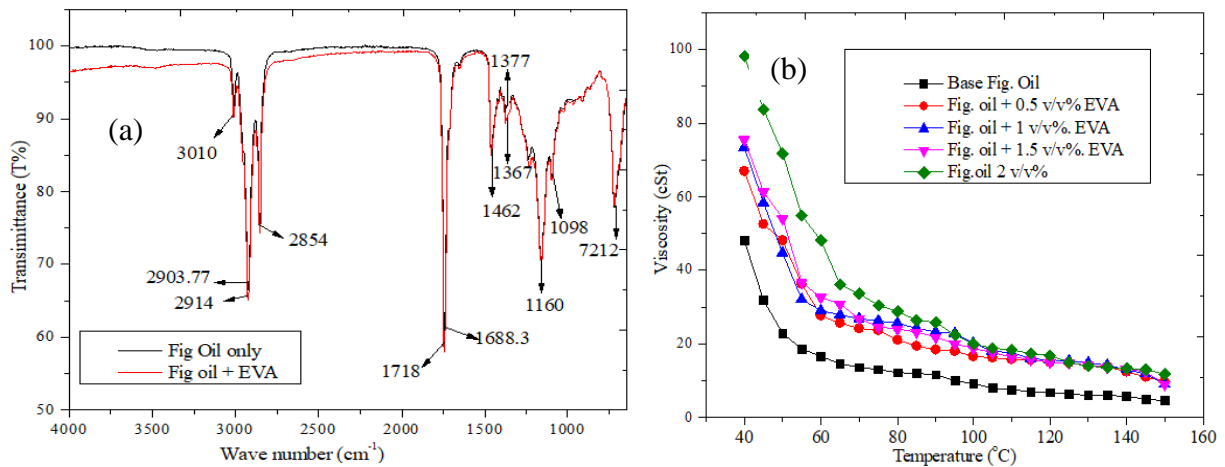 (a)
Transimittance (T%)
100
90
80
70
60
50
3010
2903.77
2914
2854
1718
1688.3
1462
1377
1367
1160
1098
7212
Fig Oil only
Fig oil + EVA
4000
3000
2000
1000
Wave number (cm-1)
(b)
Viscosity (cSt)
100
80
60
40
20
0
Base Fig. Oil
Fig. oil + 0.5 v/v% EVA
Fig. oil + 1 v/v%. EVA
Fig. oil + 1.5 v/v%. EVA
Fig.oil 2 v/v%
40
60
80
100
120
140
160
Temperature (°C)